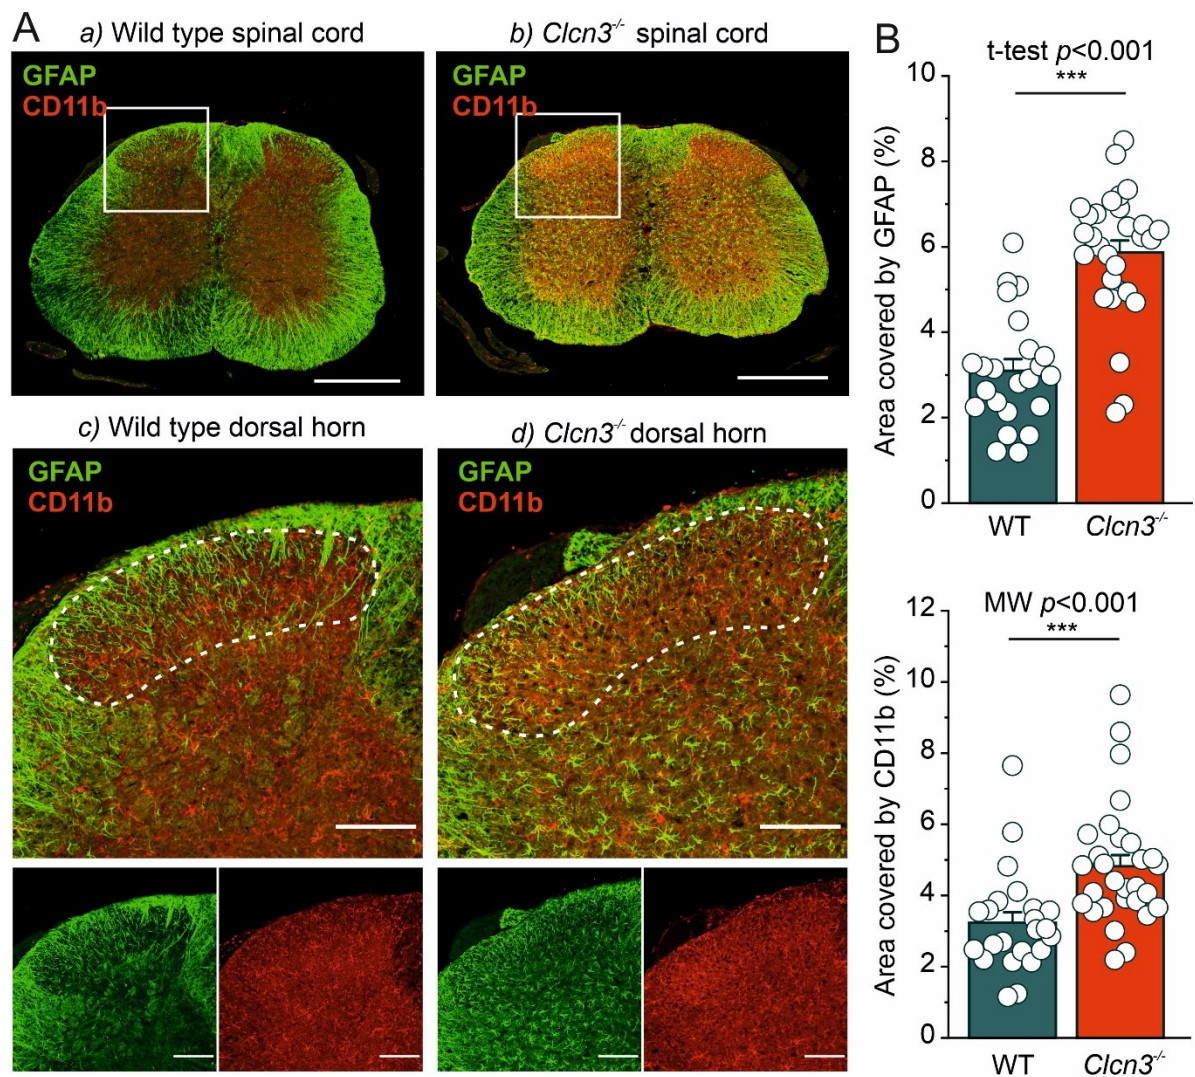 A
a) Wild type spinal cord
GFAP
CD11b
b) Clcn3-/- spinal cord
GFAP
CD11b
c) Wild type dorsal horn
GFAP
CD11b
d) Clcn3-/- dorsal horn
GFAP
CD11b
B
t-test p<0.001
***
Area covered by GFAP (%)
10
8
6
4
2
0
WT
Clcn3-/-
MW p<0.001
***
Area covered by CD11b (%)
12
10
8
6
4
2
0
WT
Clcn3-/-